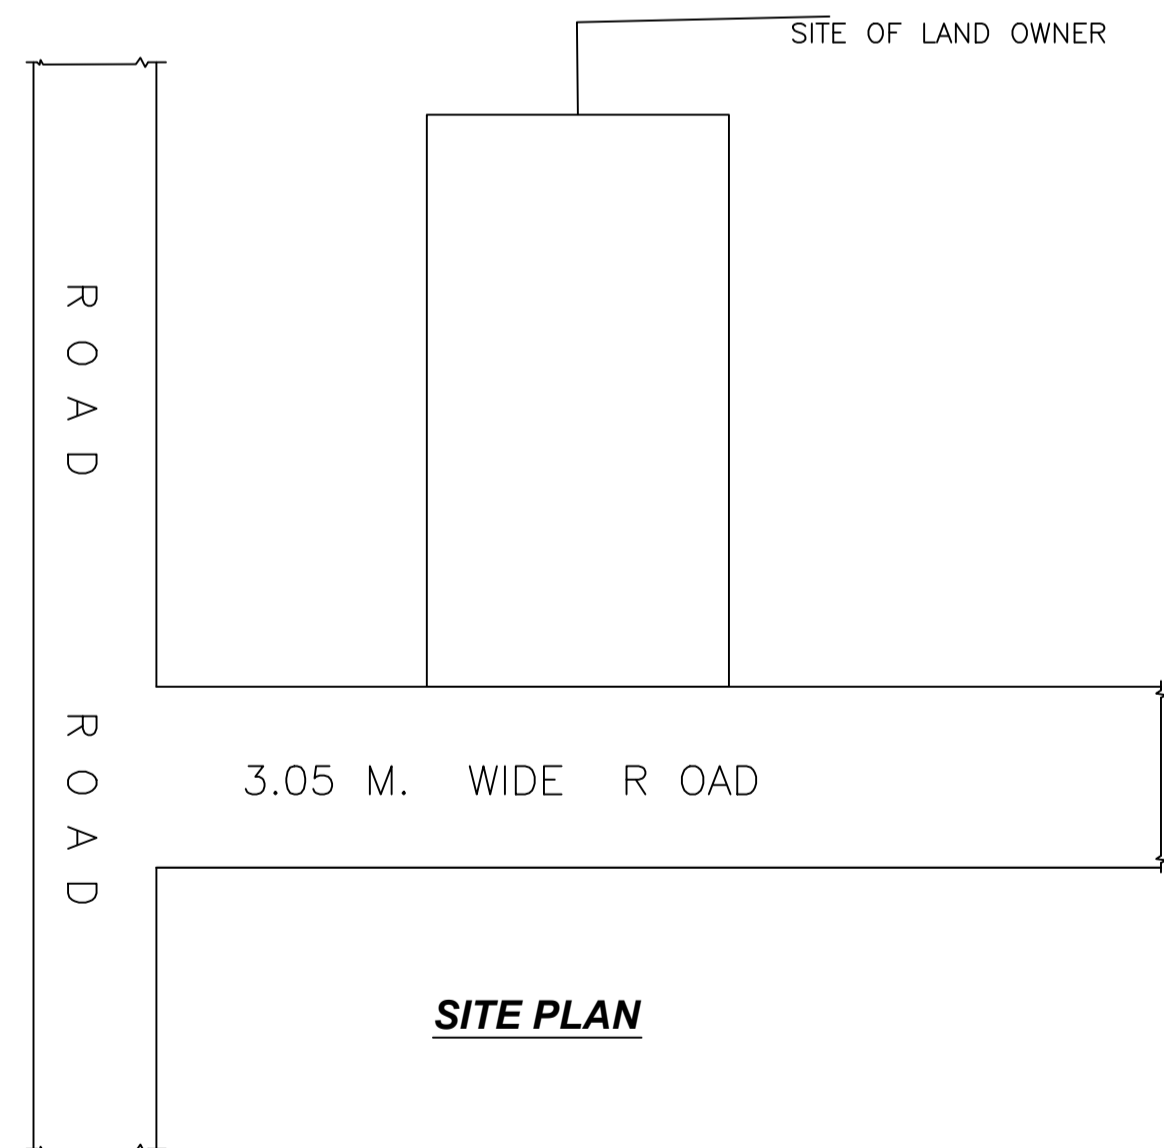 SITE OF LAND OWNER
ROAD
ROAD
3.05 M. WIDE R OAD
SITE PLAN